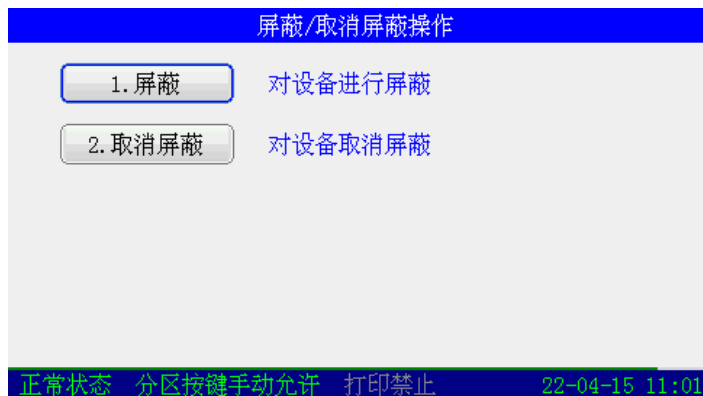 屏蔽/取消屏蔽操作
1.屏蔽 对设备进行屏蔽
2.取消屏蔽 对设备取消屏蔽
正常状态 分区按键手动允许 打印禁止 22-04-15 11:01